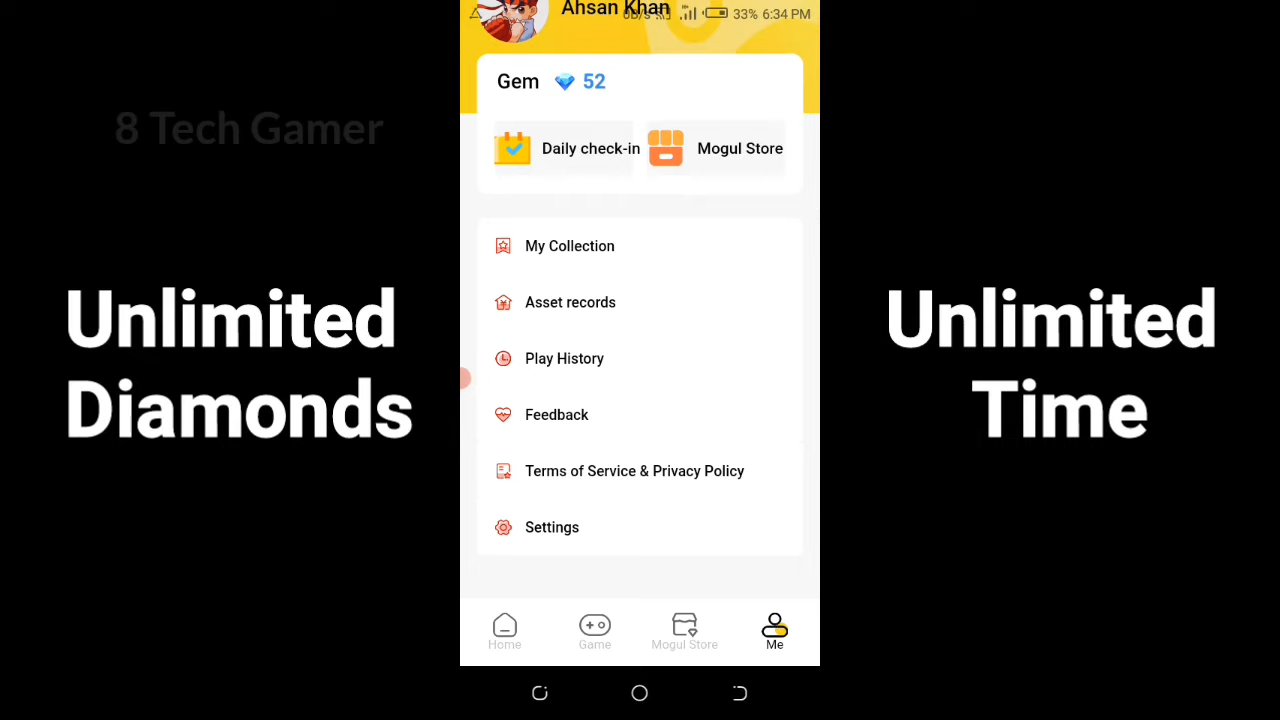 Ahsan Khan
33% 6:34 PM
8 Tech Gamer
Gem 52
Daily check-in Mogul Store
Unlimited
Diamonds
My Collection
Asset records
Play History
Feedback
Terms of Service & Privacy Policy
Settings
Unlimited
Time
Home Game Mogul Store Me